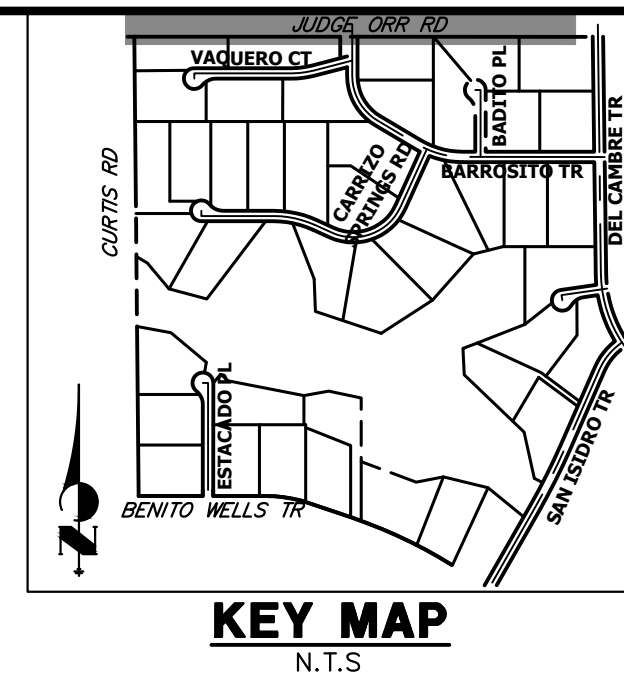 JUDGE ORR RD
VAQUERO CT
BADITO PL
CARRIZO
SPRINGS RD
BARROSITO TR
DEL CAMBRE TR
CURTIS RD
ESTACADO PL
SAN ISIDRO TR
BENITO WELLS TR
N
KEY MAP
N.T.S